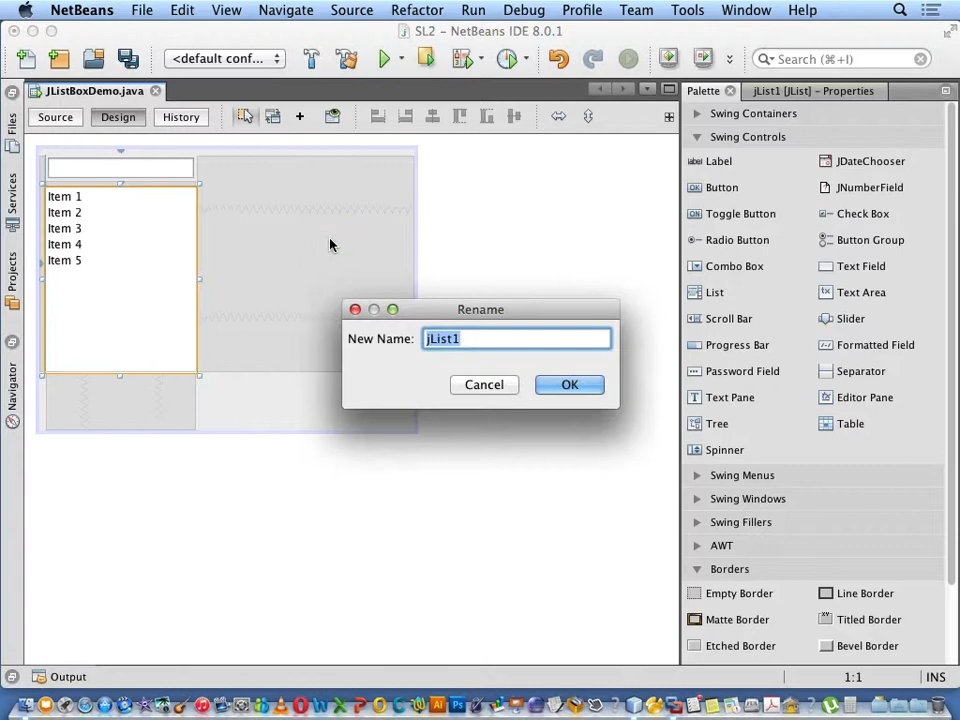 NetBeans File Edit View Navigate Source Refactor Run Debug Profile Team Tools Window Help
SL2 - NetBeans IDE 8.0.1
<default conf...
Search (⌘+I)
JListBoxDemo.java
Palette
jList1 [JList] – Properties
Source Design History
Files
Services
Projects
Navigator
Item 1
Item 2
Item 3
Item 4
Item 5
Rename
New Name: jList1
Cancel OK
Swing Containers
Swing Controls
Label JDateChooser
Button JNumberField
Toggle Button Check Box
Radio Button Button Group
Combo Box Text Field
List Text Area
Scroll Bar Slider
Progress Bar Formatted Field
Password Field Separator
Text Pane Editor Pane
Tree Table
Spinner
Swing Menus
Swing Windows
Swing Fillers
AWT
Borders
Empty Border Line Border
Matte Border Titled Border
Etched Border Bevel Border
Output
1:1 INS